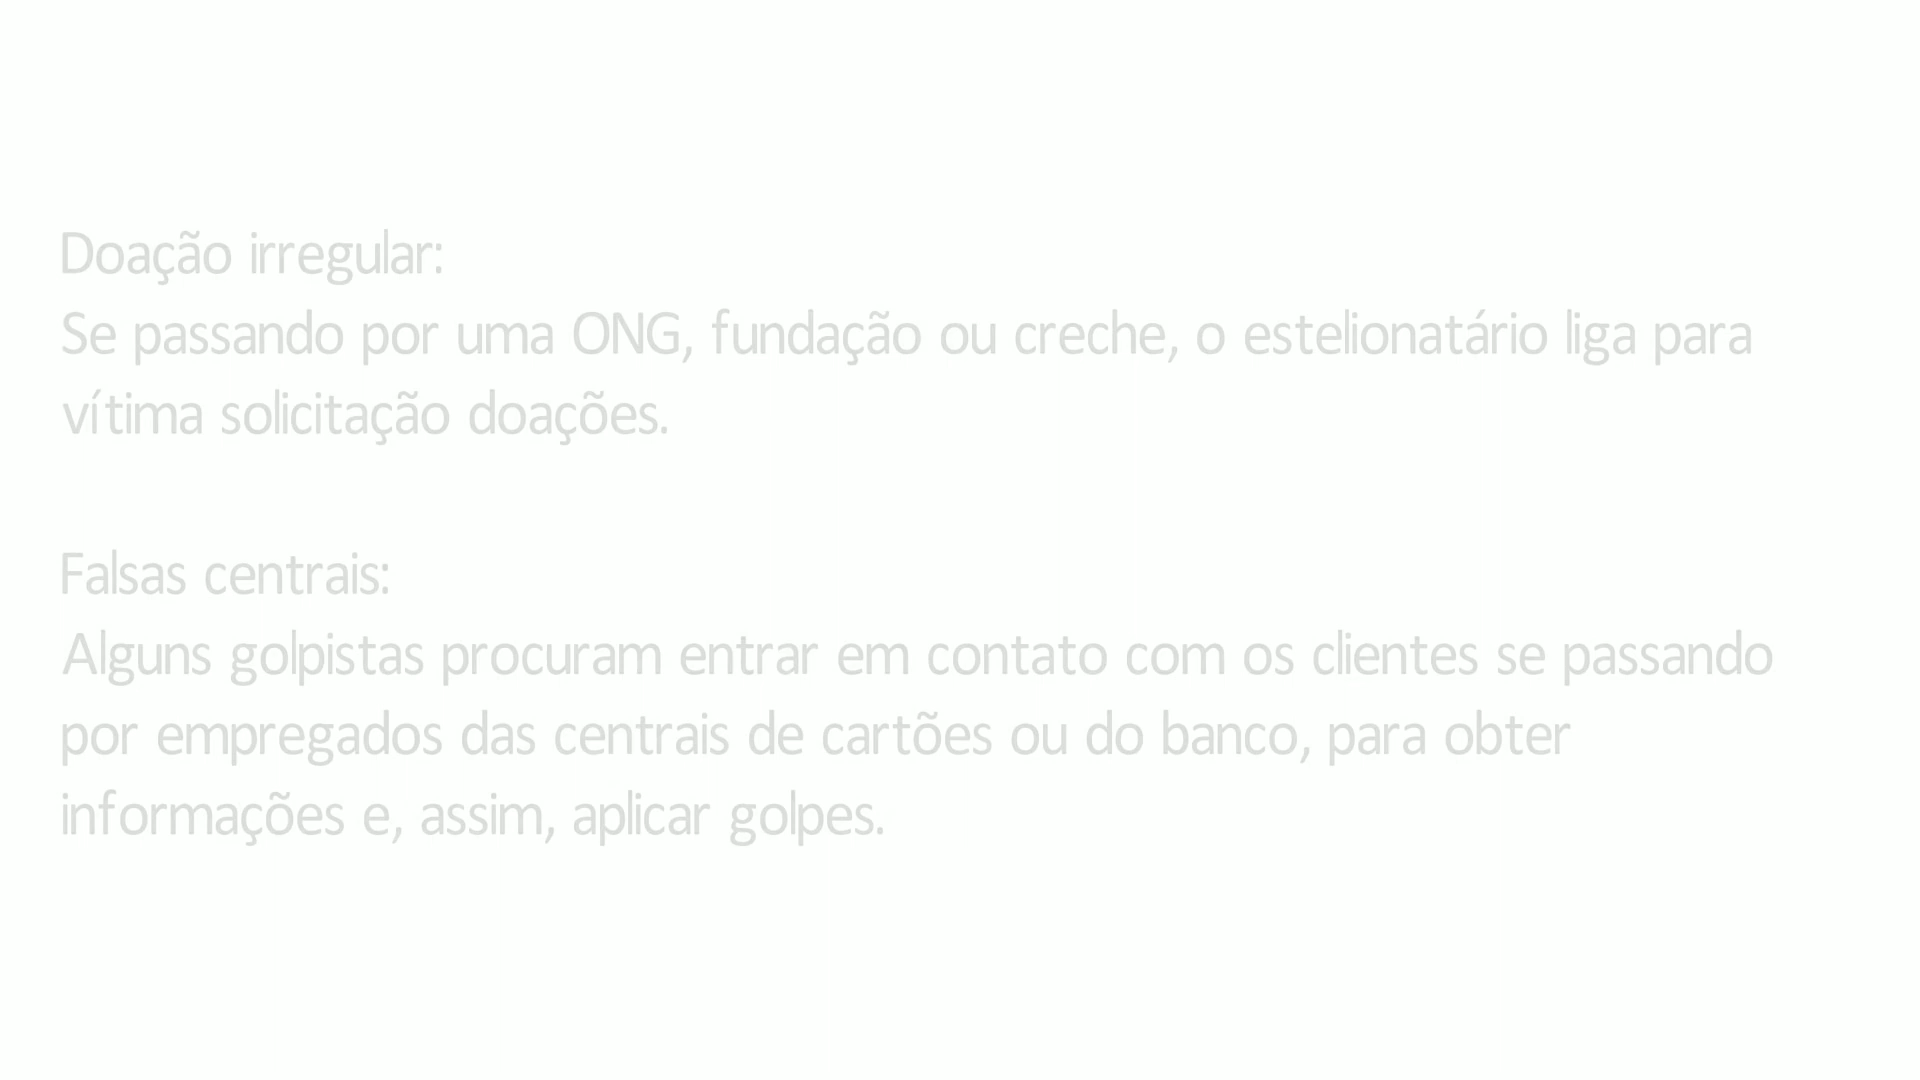 Doação irregular:
Se passando por uma ONG, fundação ou creche, o estelionatário liga para
vítima solicitação doações.
Falsas centrais:
Alguns golpistas procuram entrar em contato com os clientes se passando
por empregados das centrais de cartões ou do banco, para obter
informações e, assim, aplicar golpes.